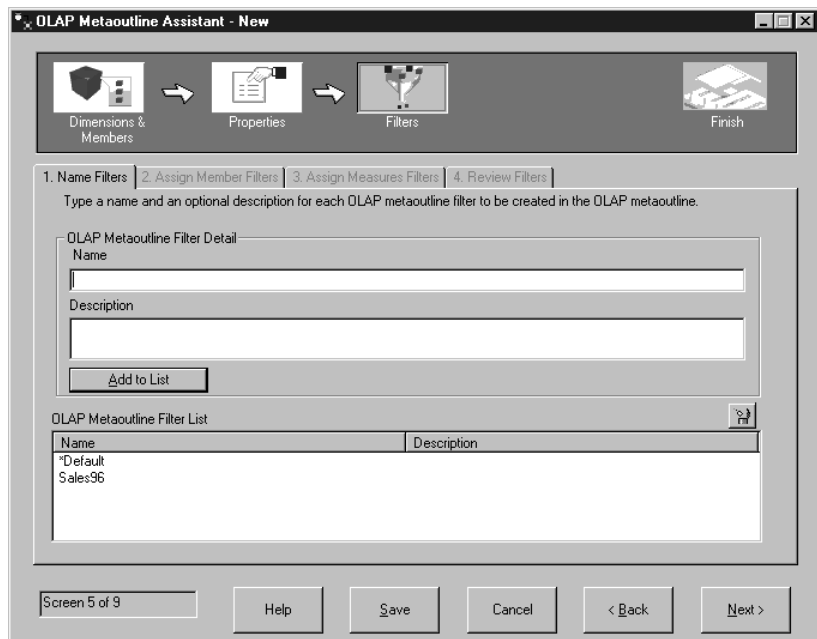 OLAP Metaoutline Assistant - New
Dimensions &
Members
Properties
Filters
Finish
1. Name Filters
2. Assign Member Filters
3. Assign Measures Filters
4. Review Filters
Type a name and an optional description for each OLAP metaoutline filter to be created in the OLAP metaoutline.
OLAP Metaoutline Filter Detail
Name
Description
Add to List
OLAP Metaoutline Filter List
Name
Description
*Default
Sales96
Screen 5 of 9
Help
Save
Cancel
< Back
Next >